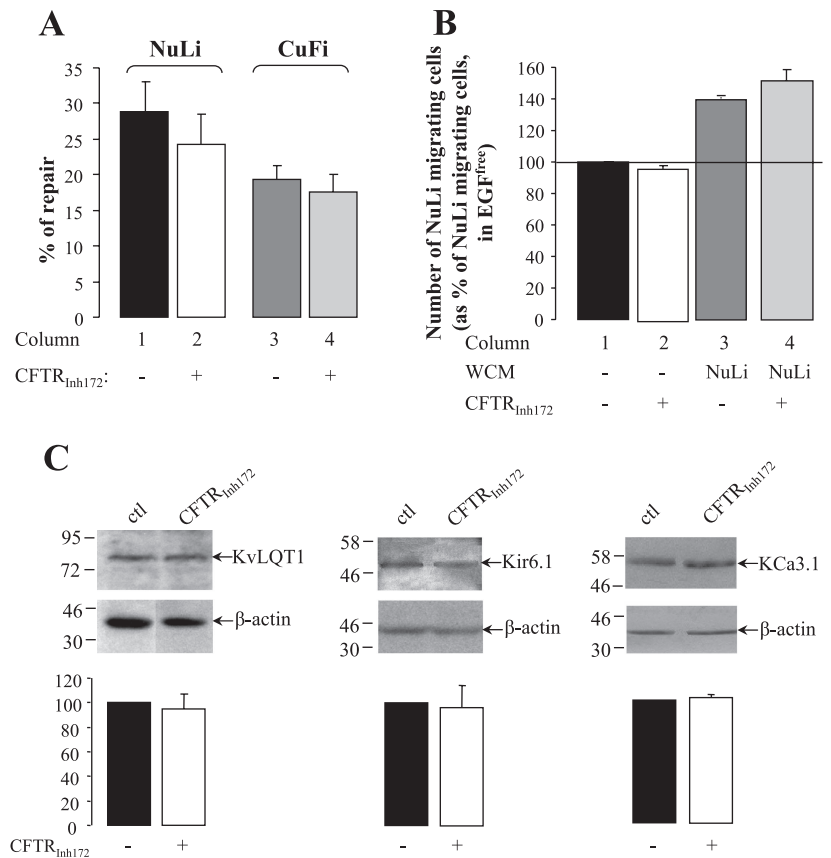 A
NuLi
CuFi
% of repair
35
30
25
20
15
10
5
0
Column 1 2 3 4
CFTRInh172: - + - +
B
Number of NuLi migrating cells
(as % of NuLi migrating cells,
in EGFfree)
160
140
120
100
80
60
40
20
0
Column 1 2 3 4
WCM - - NuLi NuLi
CFTRInh172 - + - +
C
ctl CFTRInh172
95
72
KvLQT1
46
30
β-actin
ctl CFTRInh172
58
46
Kir6.1
46
30
β-actin
ctl CFTRInh172
58
46
KCa3.1
46
30
β-actin
120
100
80
60
40
20
0
CFTRInh172 - + - + - +